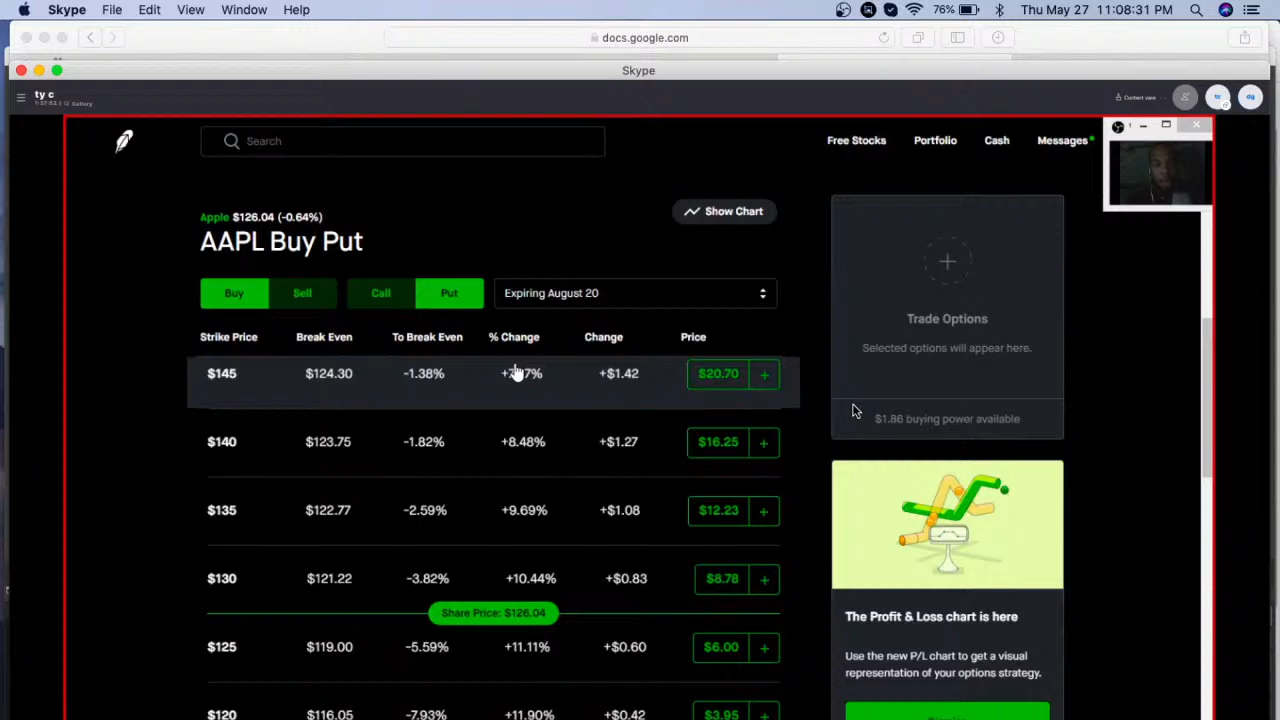 Skype File Edit View Window Help 76% Thu May 27 11:08:31 PM
docs.google.com
Skype
ty c
Gallery
Content view
tc
dg
Search
Free Stocks Portfolio Cash Messages
Apple $126.04 (-0.64%)
Show Chart
AAPL Buy Put
Buy Sell Call Put Expiring August 20
Strike Price Break Even To Break Even % Change Change Price
$145 $124.30 -1.38% +$1.42 $20.70 +
$140 $123.75 -1.82% +8.48% +$1.27 $16.25 +
$135 $122.77 -2.59% +9.69% +$1.08 $12.23 +
$130 $121.22 -3.82% +10.44% +$0.83 $8.78 +
Share Price: $126.04
$125 $119.00 -5.59% +11.11% +$0.60 $6.00 +
$120 $116.05 -7.93% +11.90% +$0.42 $3.95 +
Trade Options
Selected options will appear here.
$1.86 buying power available
The Profit & Loss chart is here
Use the new P/L chart to get a visual
representation of your options strategy.